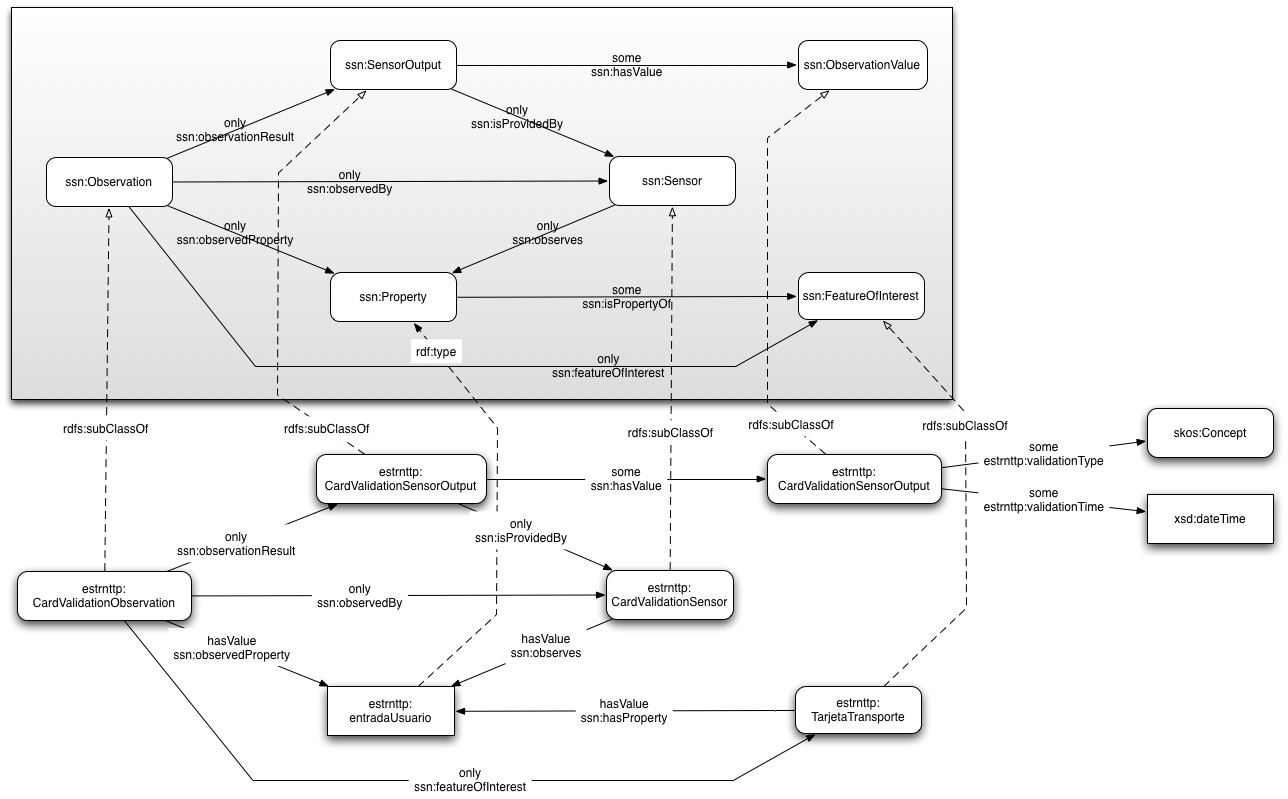 ssn:SensorOutput
some
ssn:hasValue
ssn:ObservationValue
only
ssn:observationResult
only
ssn:isProvidedBy
ssn:Observation
only
ssn:observedBy
ssn:Sensor
only
ssn:observedProperty
only
ssn:observes
ssn:Property
some
ssn:isPropertyOf
ssn:FeatureOfInterest
rdf:type
only
ssn:featureOfInterest
rdfs:subClassOf
rdfs:subClassOf
rdfs:subClassOf
rdfs:subClassOf
rdfs:subClassOf
skos:Concept
estrnttp:
CardValidationSensorOutput
some
ssn:hasValue
estrnttp:
CardValidationSensorOutput
some
estrnttp:validationType
some
estrnttp:validationTime
xsd:dateTime
only
ssn:observationResult
only
ssn:isProvidedBy
estrnttp:
CardValidationObservation
only
ssn:observedBy
estrnttp:
CardValidationSensor
hasValue
ssn:observedProperty
hasValue
ssn:observes
estrnttp:
entradaUsuario
hasValue
ssn:hasProperty
estrnttp:
TarjetaTransporte
only
ssn:featureOfInterest